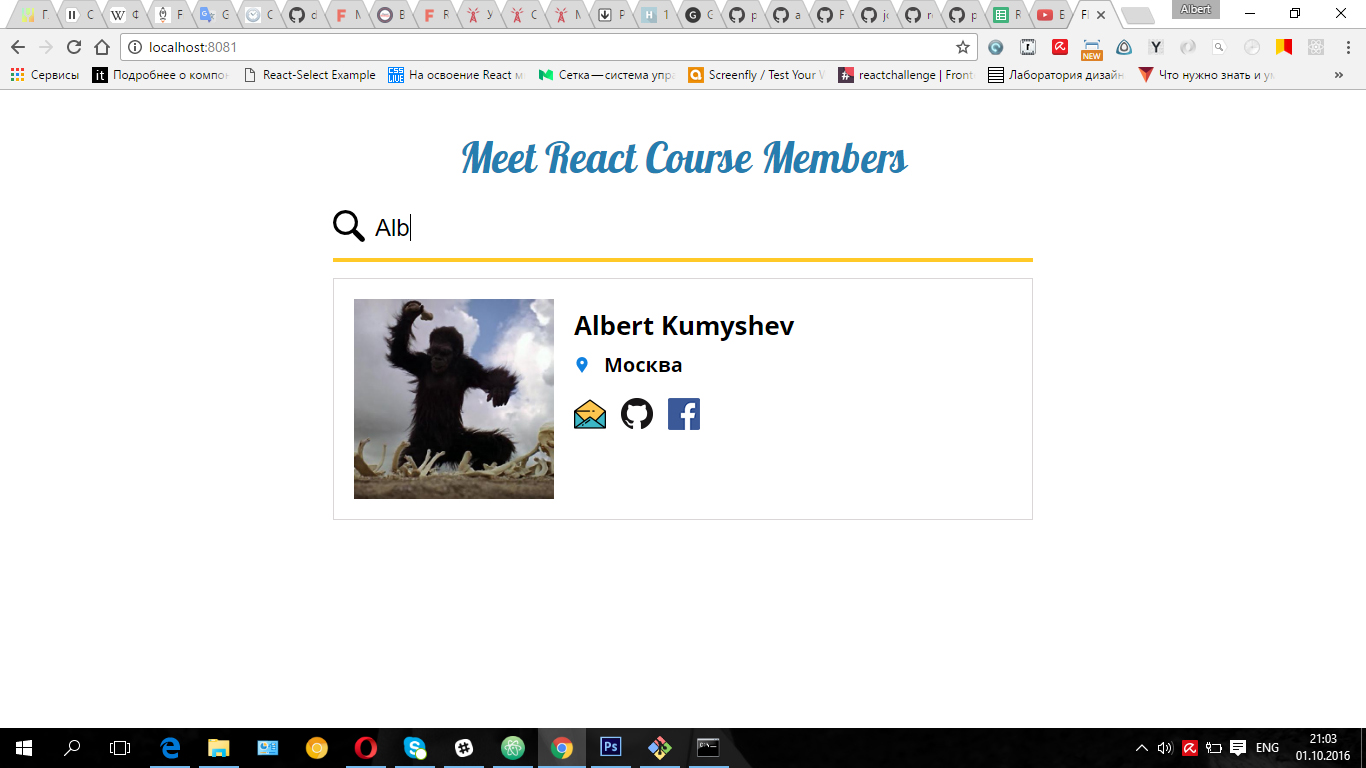 Albert
localhost:8081
Сервисы
Подробнее о компон
React-Select Example
На освоение React м
Сетка — система упра
Screenfly / Test Your W
reactchallenge | Front
Лаборатория дизайн
Что нужно знать и ум
»
NEW
Meet React Course Members
Alb
Albert Kumyshev
Москва
ENG
21:03
01.10.2016